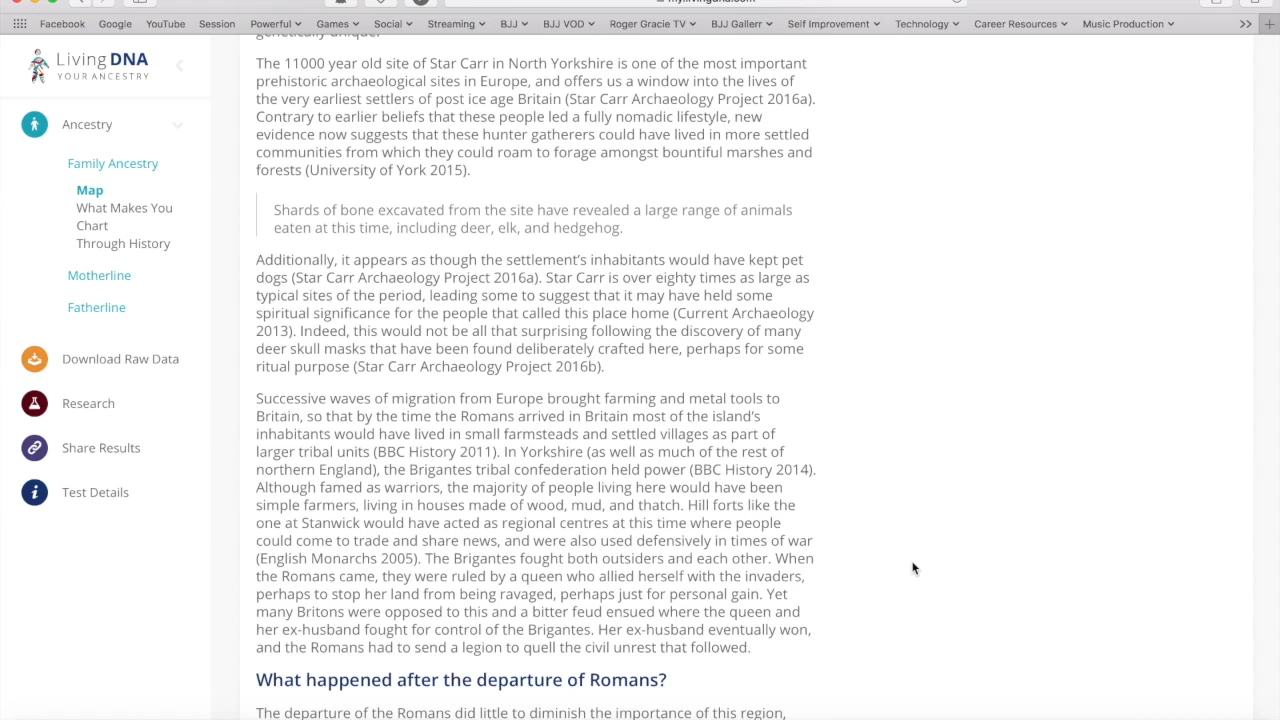 mylivingdna.com
Facebook Google YouTube Session Powerful Games Social Streaming BJJ BJJ VOD Roger Gracie TV BJJ Gallerr Self Improvement Technology Career Resources Music Production
Living DNA
YOUR ANCESTRY
Ancestry
Family Ancestry
Map
What Makes You
Chart
Through History
Motherline
Fatherline
Download Raw Data
Research
Share Results
Test Details
genetically unique.
The 11000 year old site of Star Carr in North Yorkshire is one of the most important
prehistoric archaeological sites in Europe, and offers us a window into the lives of
the very earliest settlers of post ice age Britain (Star Carr Archaeology Project 2016a).
Contrary to earlier beliefs that these people led a fully nomadic lifestyle, new
evidence now suggests that these hunter gatherers could have lived in more settled
communities from which they could roam to forage amongst bountiful marshes and
forests (University of York 2015).
Shards of bone excavated from the site have revealed a large range of animals
eaten at this time, including deer, elk, and hedgehog.
Additionally, it appears as though the settlement's inhabitants would have kept pet
dogs (Star Carr Archaeology Project 2016a). Star Carr is over eighty times as large as
typical sites of the period, leading some to suggest that it may have held some
spiritual significance for the people that called this place home (Current Archaeology
2013). Indeed, this would not be all that surprising following the discovery of many
deer skull masks that have been found deliberately crafted here, perhaps for some
ritual purpose (Star Carr Archaeology Project 2016b).
Successive waves of migration from Europe brought farming and metal tools to
Britain, so that by the time the Romans arrived in Britain most of the island's
inhabitants would have lived in small farmsteads and settled villages as part of
larger tribal units (BBC History 2011). In Yorkshire (as well as much of the rest of
northern England), the Brigantes tribal confederation held power (BBC History 2014).
Although famed as warriors, the majority of people living here would have been
simple farmers, living in houses made of wood, mud, and thatch. Hill forts like the
one at Stanwick would have acted as regional centres at this time where people
could come to trade and share news, and were also used defensively in times of war
(English Monarchs 2005). The Brigantes fought both outsiders and each other. When
the Romans came, they were ruled by a queen who allied herself with the invaders,
perhaps to stop her land from being ravaged, perhaps just for personal gain. Yet
many Britons were opposed to this and a bitter feud ensued where the queen and
her ex-husband fought for control of the Brigantes. Her ex-husband eventually won,
and the Romans had to send a legion to quell the civil unrest that followed.
What happened after the departure of Romans?
The departure of the Romans did little to diminish the importance of this region,